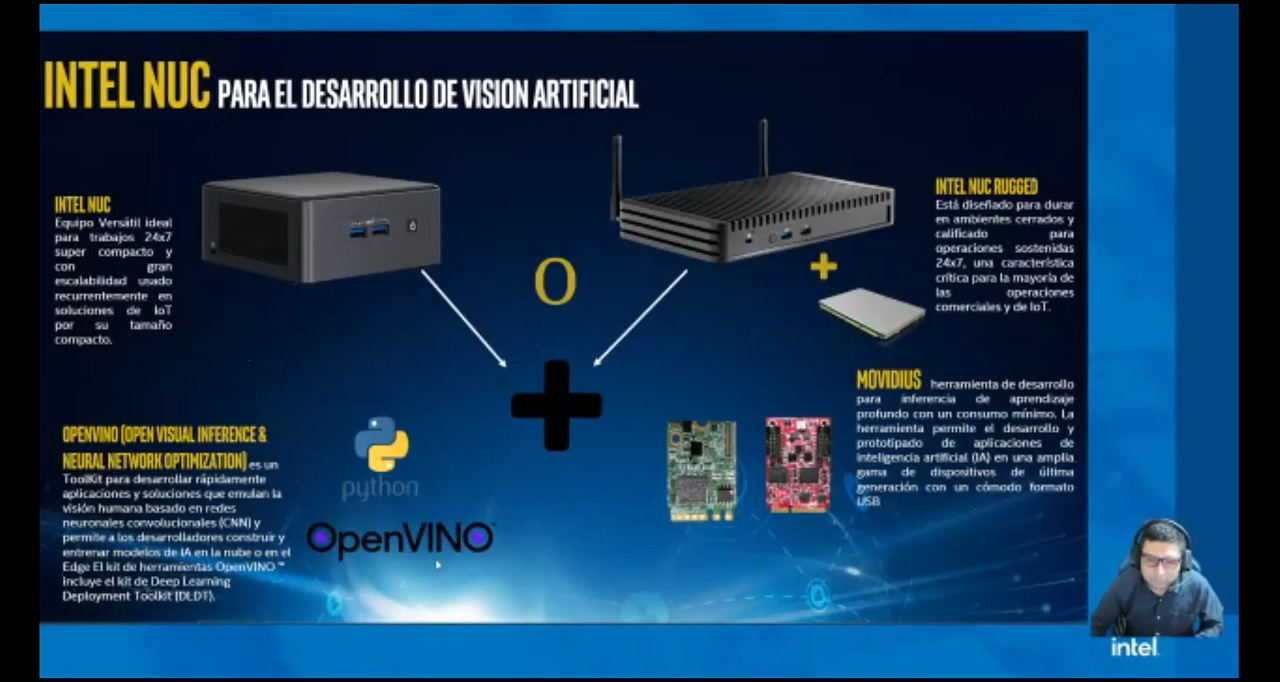 INTEL NUC PARA EL DESARROLLO DE VISION ARTIFICIAL
INTEL NUC
Equipo Versátil ideal
para trabajos 24x7
super compacto y
con gran
escalabilidad usado
recurrentemente en
soluciones de IoT
por su tamaño
compacto.
O
INTEL NUC RUGGED
Está diseñado para durar
en ambientes cerrados y
calificado para
operaciones sostenidas
24x7, una característica
crítica para la mayoría de
las operaciones
comerciales y de IoT.
OPENVINO (OPEN VISUAL INFERENCE &
NEURAL NETWORK OPTIMIZATION) es un
ToolKit para desarrollar rápidamente
aplicaciones y soluciones que emulan la
visión humana basado en redes
neuronales convolucionales (CNN) y
permite a los desarrolladores construir y
entrenar modelos de IA en la nube o en el
Edge El kit de herramientas OpenVINO ™
incluye el kit de Deep Learning
Deployment Toolkit (DLDT).
python
OpenVINO™
MOVIDIUS herramienta de desarrollo
para inferencia de aprendizaje
profundo con un consumo mínimo. La
herramienta permite el desarrollo y
prototipado de aplicaciones de
inteligencia artificial (IA) en una amplia
gama de dispositivos de última
generación con un cómodo formato
USB
intel